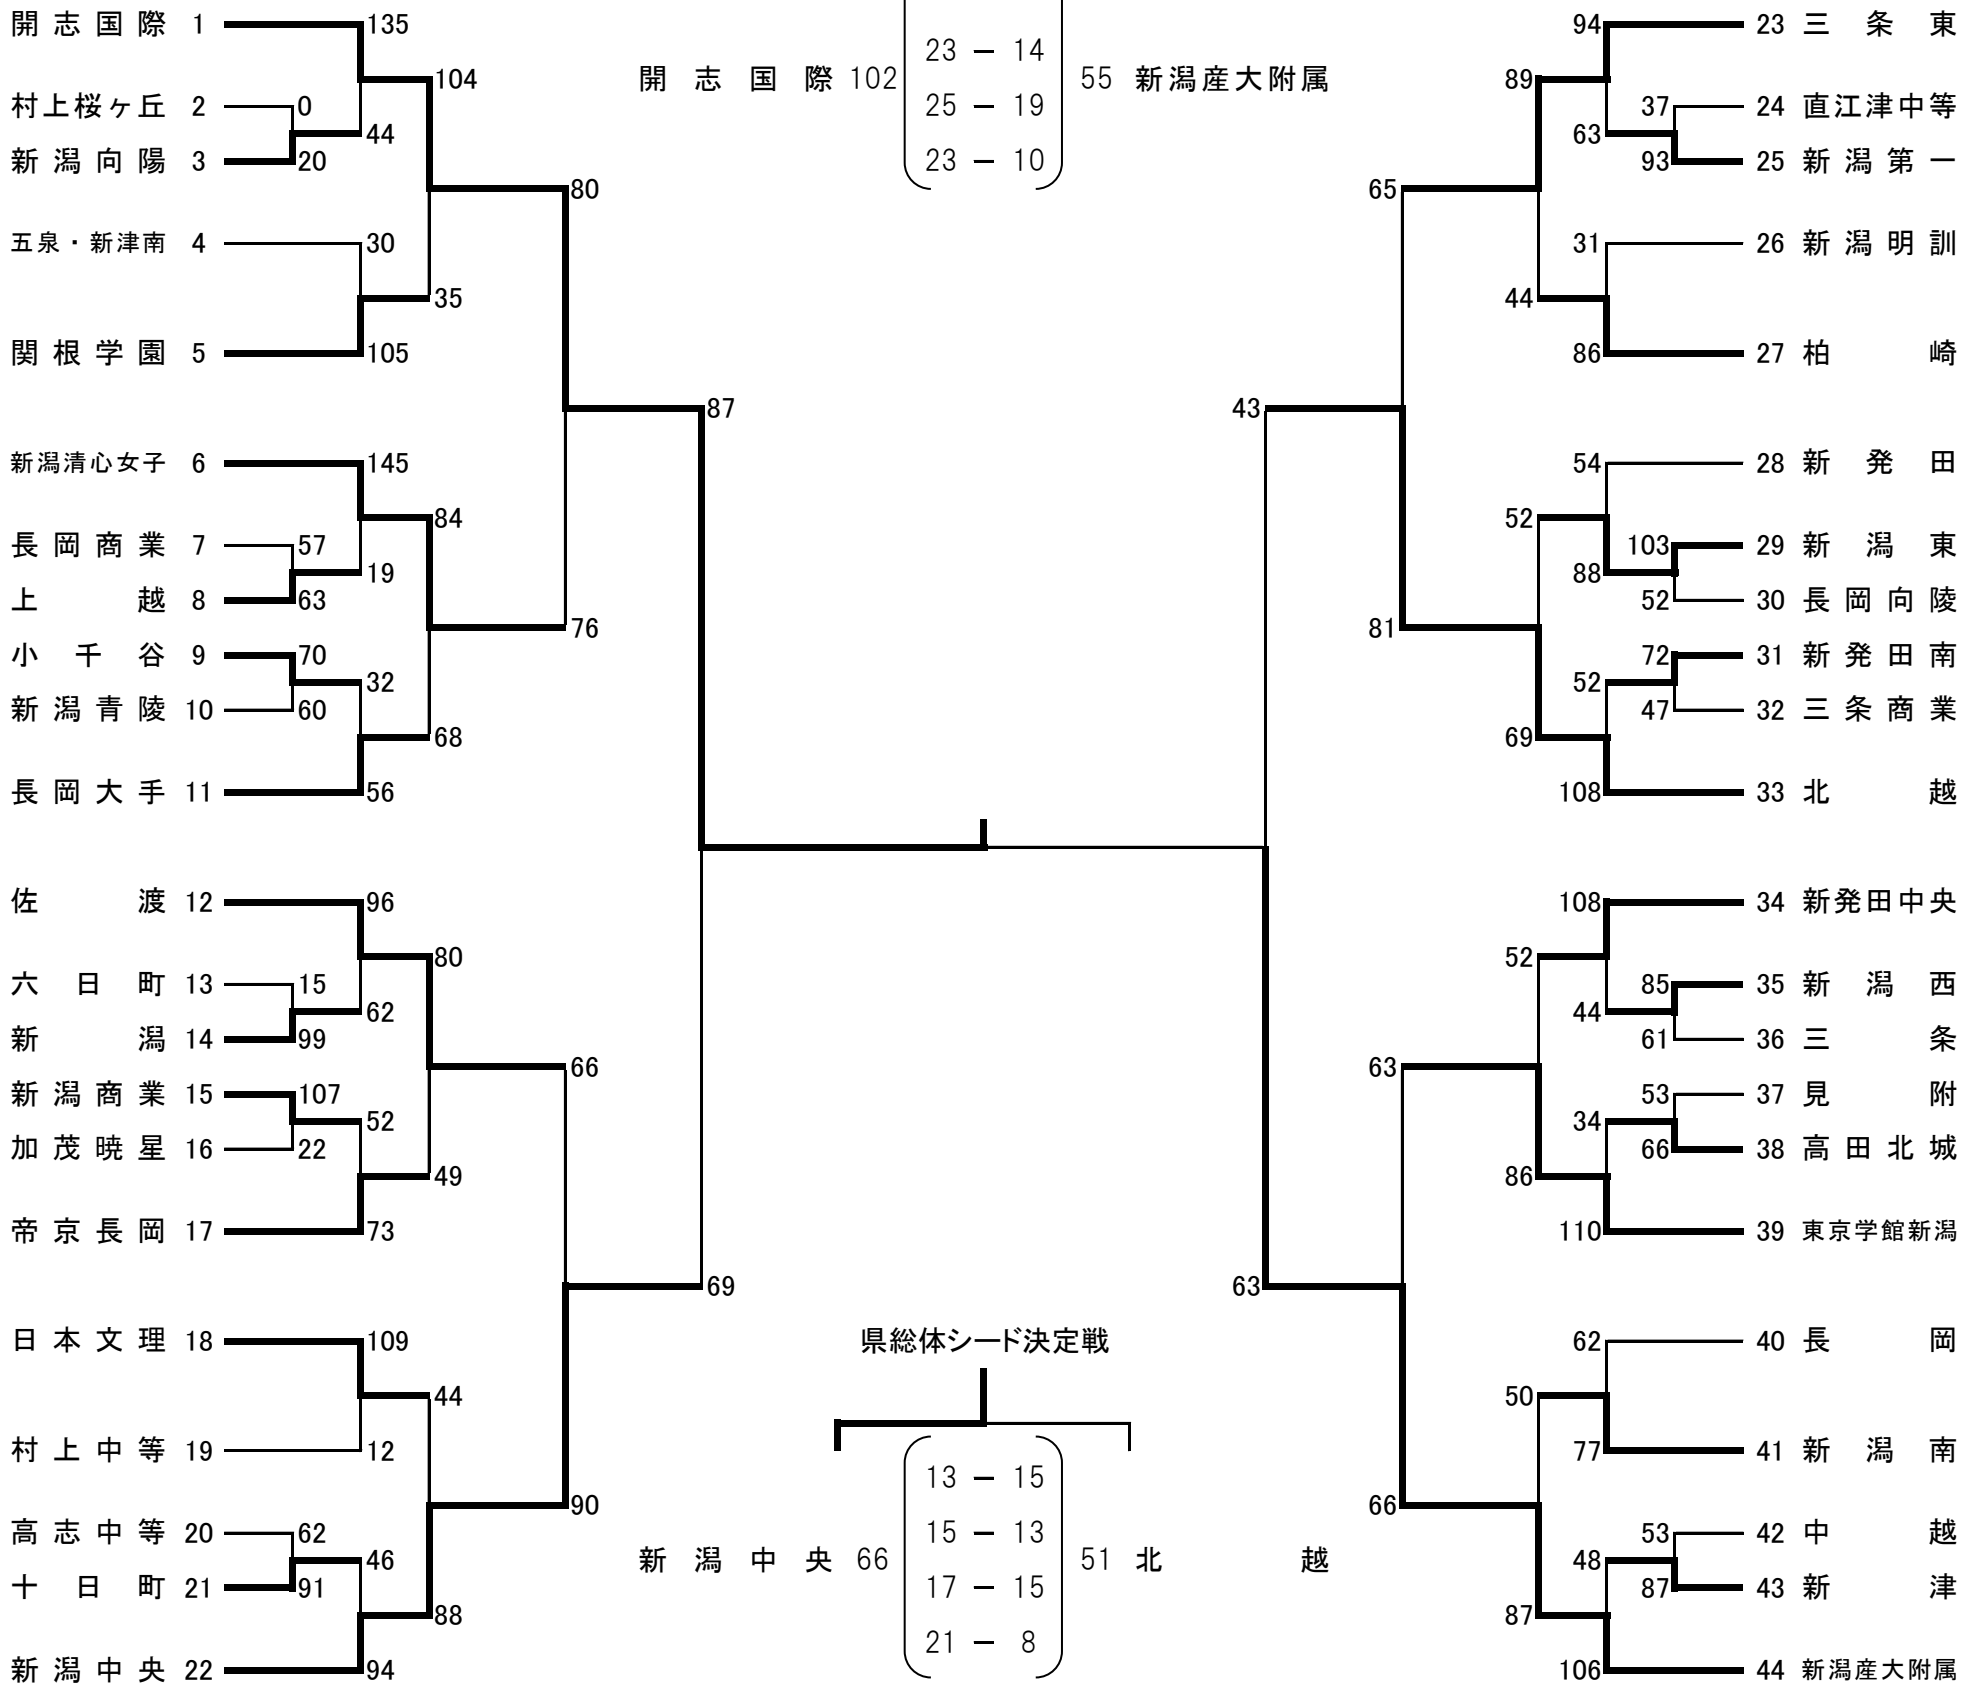 開志国際 1 135
104
村上桜ヶ丘 2 0
44
新潟向陽 3 20
80
五泉・新津南 4 30
35
関根学園 5 105
87
新潟清心女子 6 145
84
長岡商業 7 57
19
上越 8 63
76
小千谷 9 70
32
新潟青陵 10 60
68
長岡大手 11 56
佐渡 12 96
80
六日町 13 15
62
新潟 14 99
66
新潟商業 15 107
52
加茂暁星 16 22
49
帝京長岡 17 73
69
日本文理 18 109
44
村上中等 19 12
90
高志中等 20 62
46
十日町 21 91
88
新潟中央 22 94
23 – 14
開志国際 102 55 新潟産大附属
25 – 19
23 – 10
県総体シード決定戦
13 – 15
15 – 13
新潟中央 66 51 北越
17 – 15
21 – 8
94 23 三条東
89
37 24 直江津中等
63
93 25 新潟第一
65
31 26 新潟明訓
44
86 27 柏崎
43
54 28 新発田
52
103 29 新潟東
88
52 30 長岡向陵
81
72 31 新発田南
52
47 32 三条商業
69
108 33 北越
108 34 新発田中央
52
85 35 新潟西
44
61 36 三条
63
53 37 見附
34
66 38 高田北城
86
110 39 東京学館新潟
63
62 40 長岡
50
77 41 新潟南
66
53 42 中越
48
87 43 新津
87
106 44 新潟産大附属